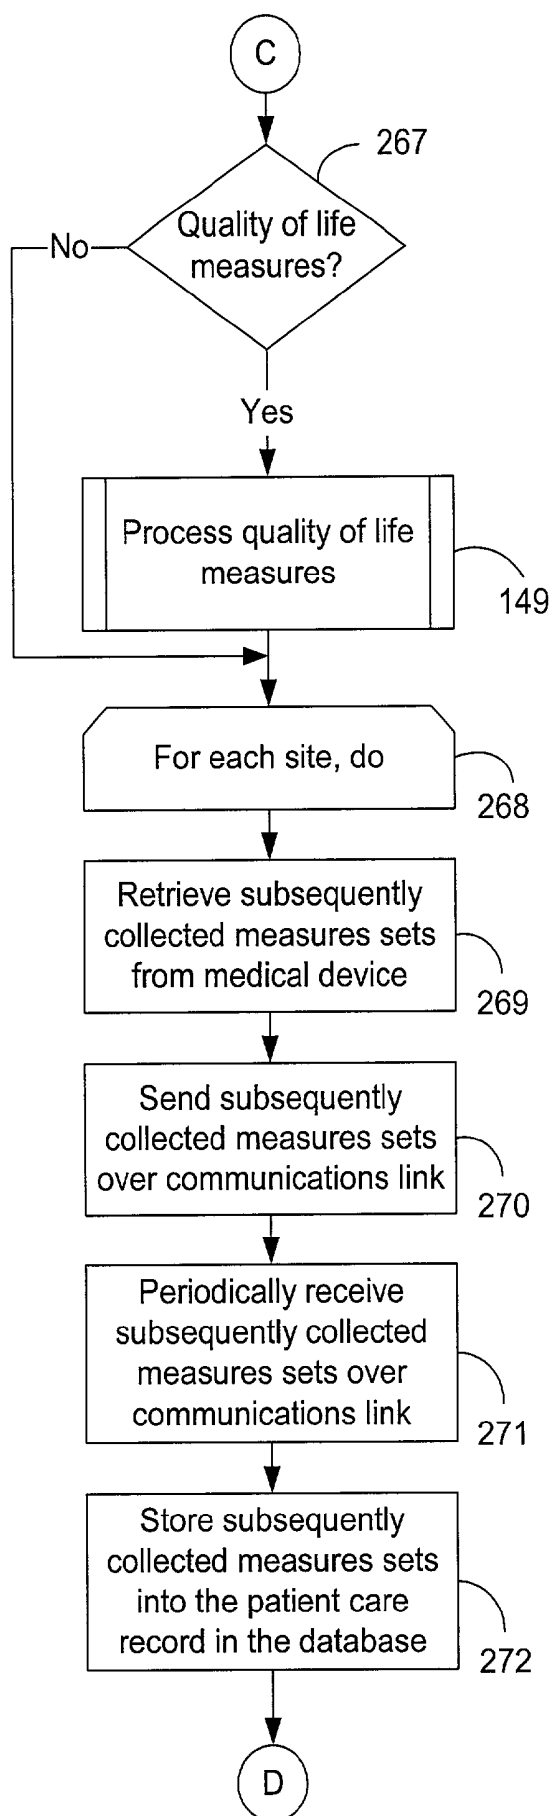 C
267
Quality of life
measures?
No
Yes
Process quality of life
measures
149
For each site, do
268
Retrieve subsequently
collected measures sets
from medical device
269
Send subsequently
collected measures sets
over communications link
270
Periodically receive
subsequently collected
measures sets over
communications link
271
Store subsequently
collected measures sets
into the patient care
record in the database
272
D